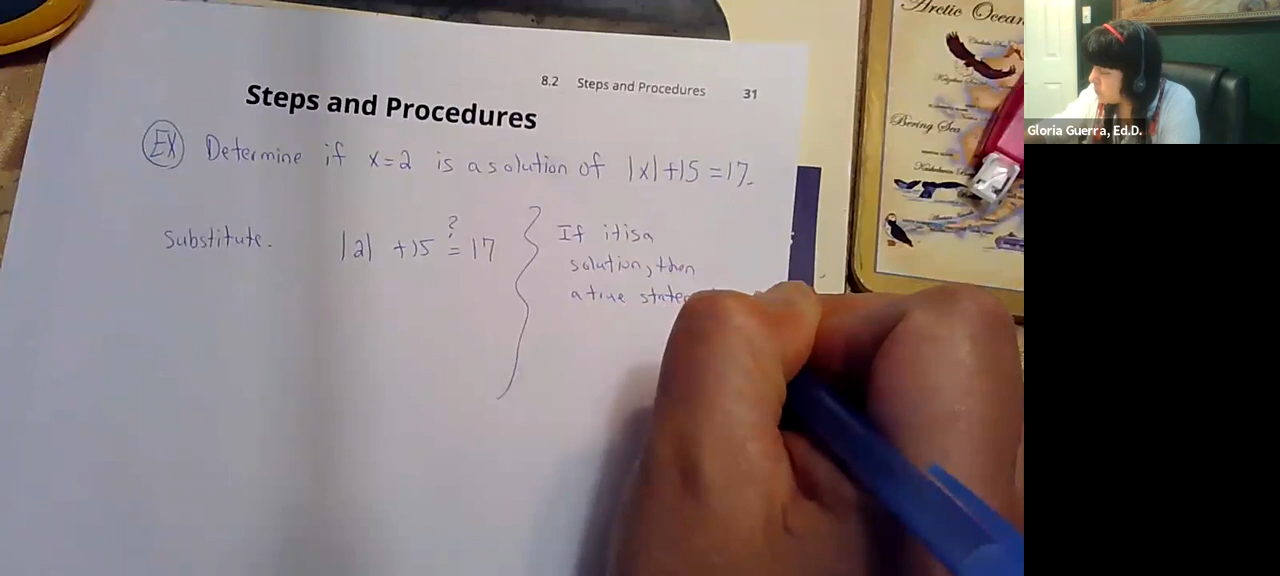 8.2 Steps and Procedures 31
Steps and Procedures
EX Determine if x=2 is a solution of |x|+15=17.
Substitute. |2| +15 ?= 17
If it is a
solution, then
a true
Arctic Ocean
Bering Sea
Gloria Guerra, Ed.D.